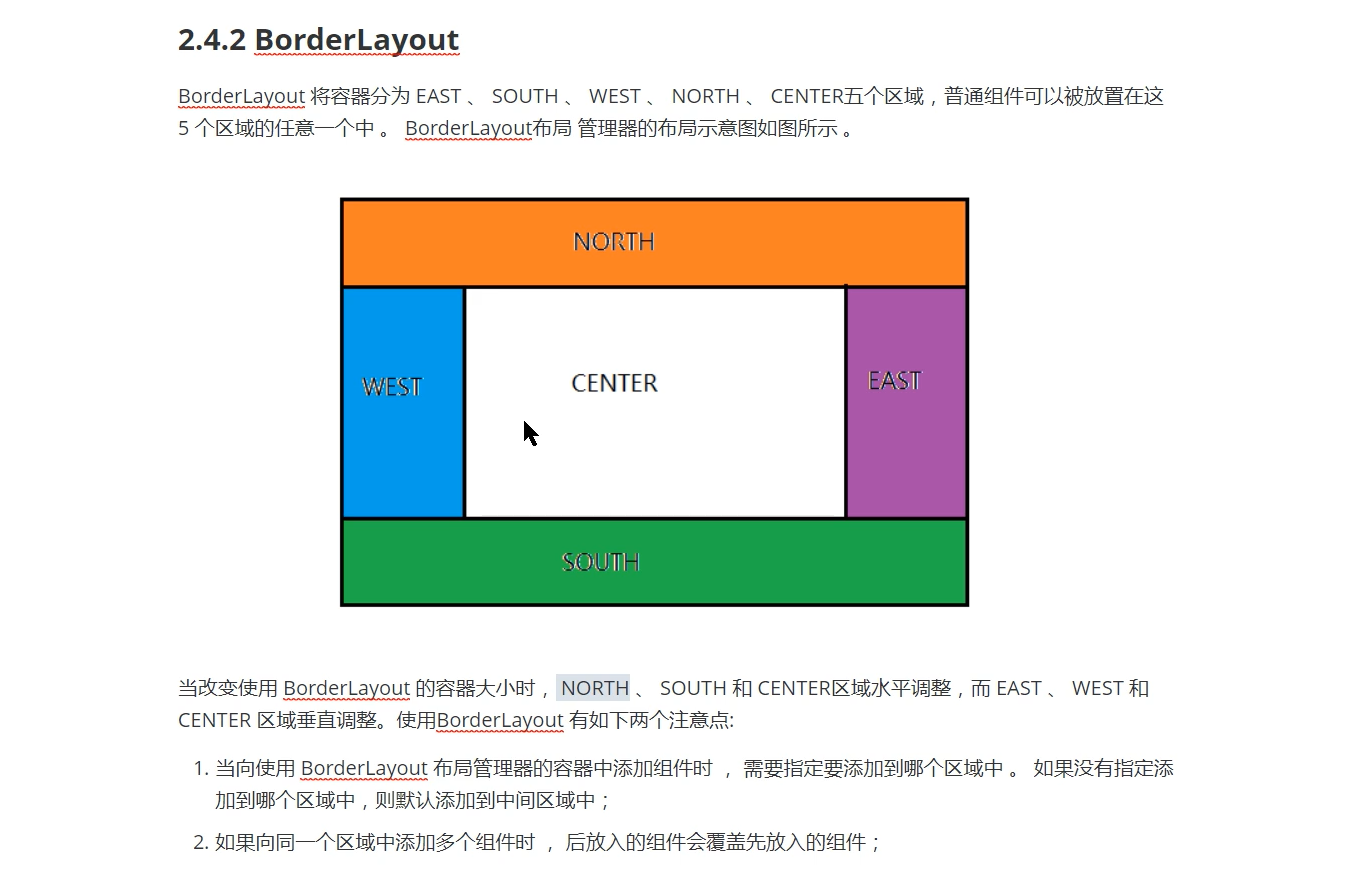 2.4.2 BorderLayout
BorderLayout 将容器分为 EAST 、 SOUTH 、 WEST 、 NORTH 、 CENTER五个区域，普通组件可以被放置在这
5 个区域的任意一个中 。 BorderLayout布局 管理器的布局示意图如图所示 。
NORTH
WEST
CENTER
EAST
SOUTH
当改变使用 BorderLayout 的容器大小时， NORTH 、 SOUTH 和 CENTER区域水平调整，而 EAST 、 WEST 和
CENTER 区域垂直调整。使用BorderLayout 有如下两个注意点:
1. 当向使用 BorderLayout 布局管理器的容器中添加组件时 ， 需要指定要添加到哪个区域中 。 如果没有指定添
加到哪个区域中，则默认添加到中间区域中；
2. 如果向同一个区域中添加多个组件时 ， 后放入的组件会覆盖先放入的组件；